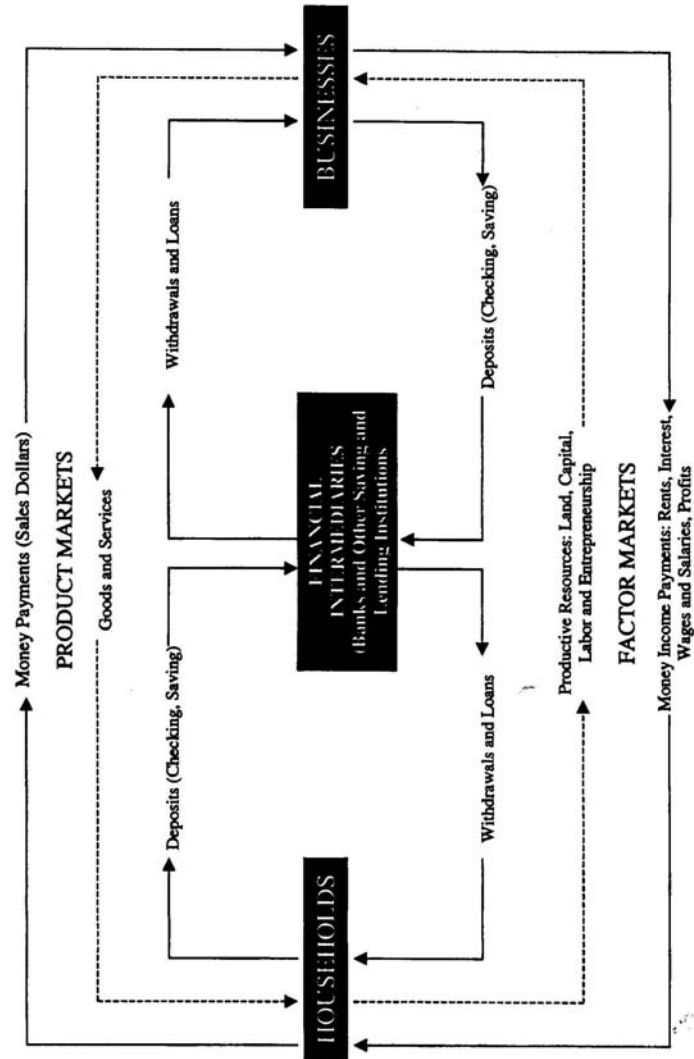 Money Payments (Sales Dollars)
PRODUCT MARKETS
Goods and Services
Deposits (Checking, Saving)
Withdrawals and Loans
HOUSEHOLDS
FINANCIAL
INTERMEDIARIES
(Banks and Other Saving and
Lending Institutions
BUSINESSES
Withdrawals and Loans
Deposits (Checking, Saving)
Productive Resources: Land, Capital,
Labor and Entrepreneurship
FACTOR MARKETS
Money Income Payments: Rents, Interest,
Wages and Salaries, Profits